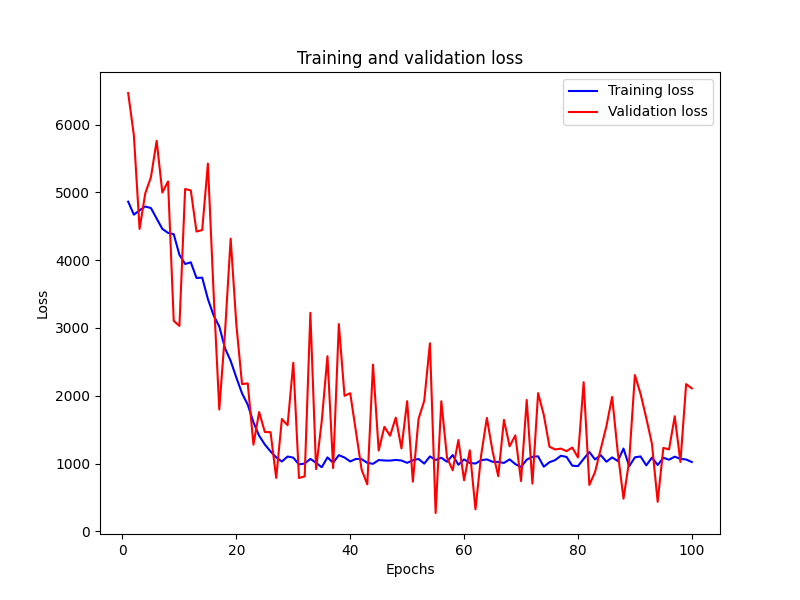 Training and validation loss
Training loss
Validation loss
6000
5000
4000
3000
2000
1000
0
Loss
0 20 40 60 80 100
Epochs